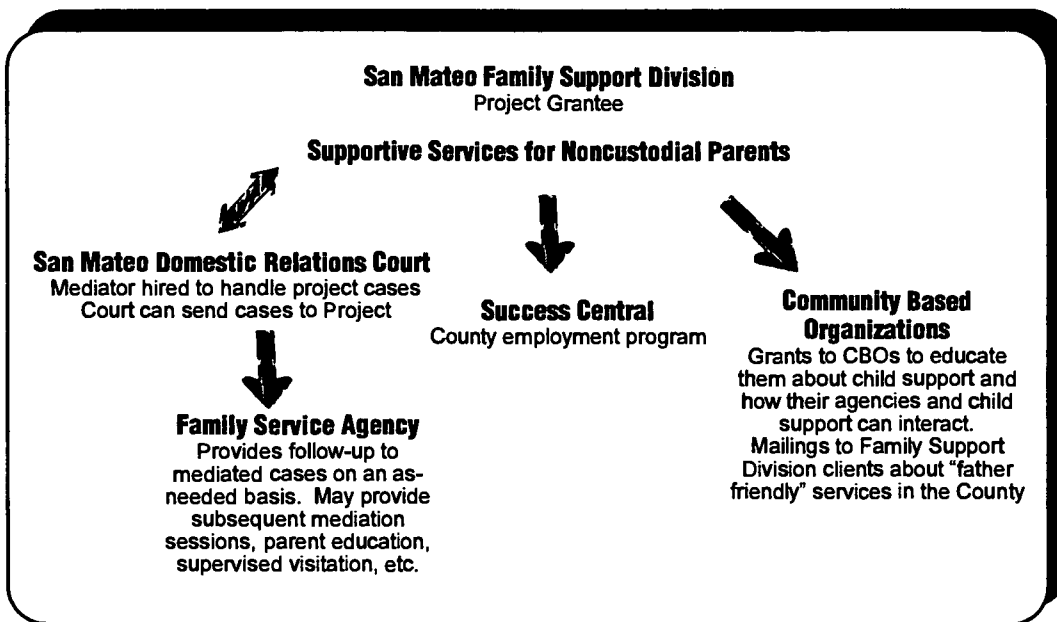 San Mateo Family Support Division
Project Grantee
Supportive Services for Noncustodial Parents
San Mateo Domestic Relations Court
Mediator hired to handle project cases
Court can send cases to Project
Success Central
County employment program
Community Based
Organizations
Grants to CBOs to educate
them about child support and
how their agencies and child
support can interact.
Mailings to Family Support
Division clients about “father
friendly” services in the County
Family Service Agency
Provides follow-up to
mediated cases on an as-
needed basis. May provide
subsequent mediation
sessions, parent education,
supervised visitation, etc.